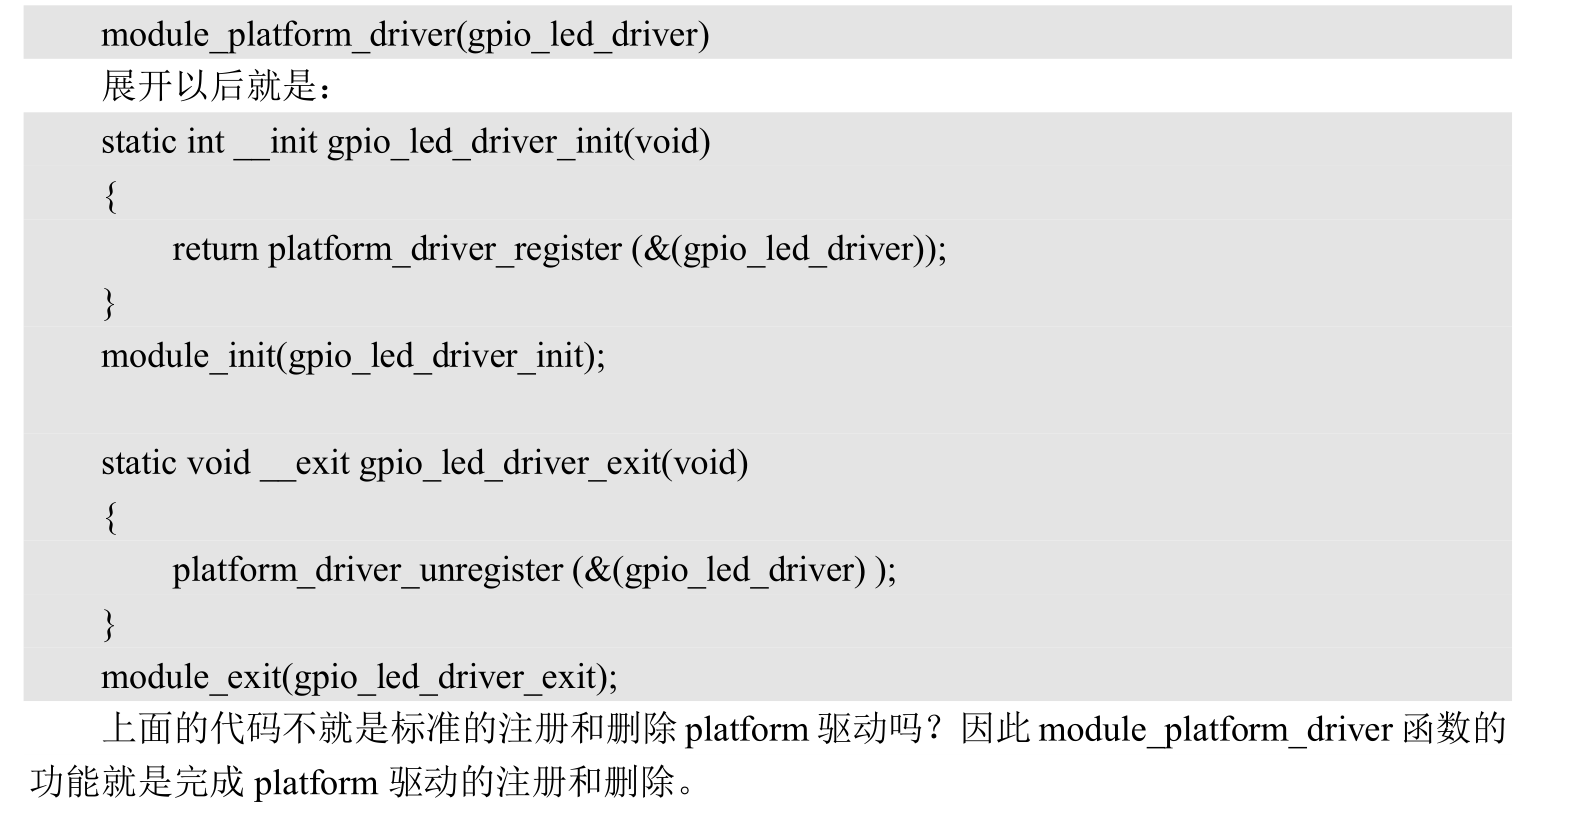 module_platform_driver(gpio_led_driver)
展开以后就是：
static int __init gpio_led_driver_init(void)
{
return platform_driver_register (&(gpio_led_driver));
}
module_init(gpio_led_driver_init);
static void __exit gpio_led_driver_exit(void)
{
platform_driver_unregister (&(gpio_led_driver) );
}
module_exit(gpio_led_driver_exit);
上面的代码不就是标准的注册和删除 platform 驱动吗？因此 module_platform_driver 函数的
功能就是完成 platform 驱动的注册和删除。